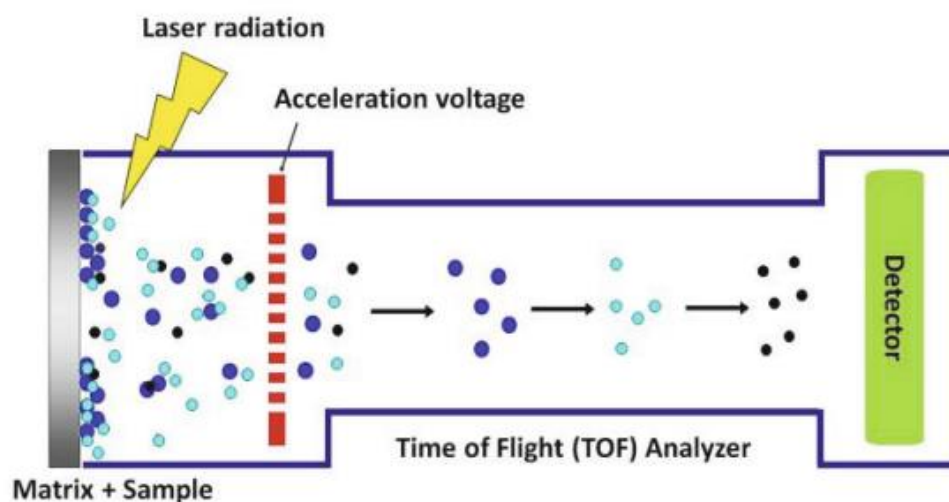 Laser radiation
Acceleration voltage
Detector
Time of Flight (TOF) Analyzer
Matrix + Sample